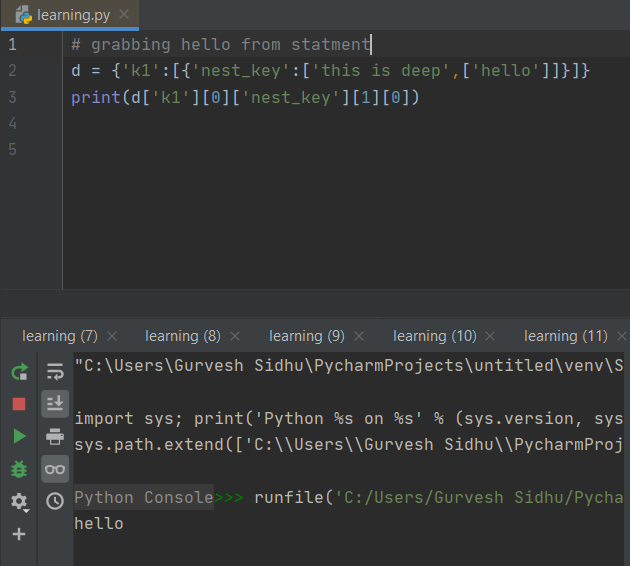 learning.py
1 # grabbing hello from statment
2 d = {'k1':[{'nest_key':['this is deep',['hello']]}]}
3 print(d['k1'][0]['nest_key'][1][0])
4
5
learning (7) learning (8) learning (9) learning (10) learning (11)
"C:\Users\Gurvesh Sidhu\PycharmProjects\untitled\venv\S
import sys; print('Python %s on %s' % (sys.version, sys
sys.path.extend(['C:\\Users\\Gurvesh Sidhu\\PycharmProj
Python Console>>> runfile('C:/Users/Gurvesh Sidhu/Pycha
hello